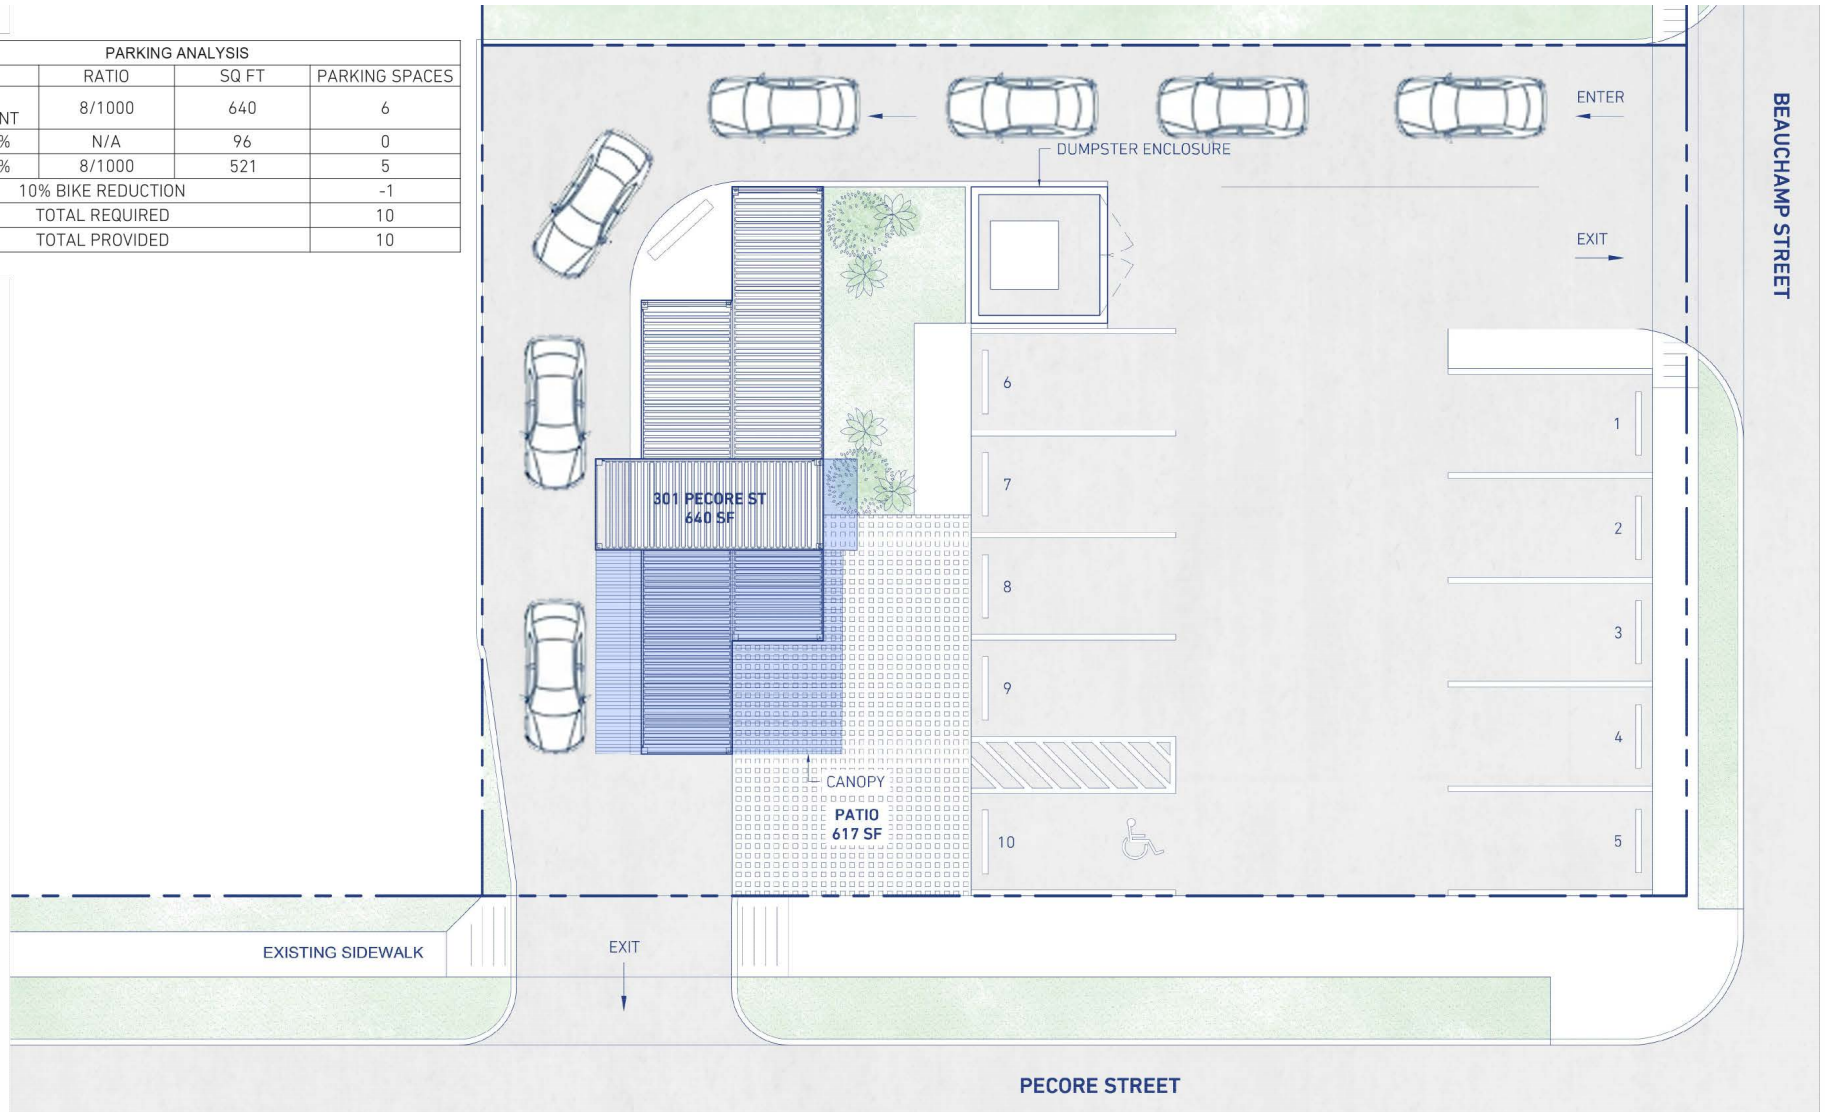 PARKING ANALYSIS
RATIO SQ FT PARKING SPACES
NT 8/1000 640 6
% N/A 96 0
% 8/1000 521 5
10% BIKE REDUCTION -1
TOTAL REQUIRED 10
TOTAL PROVIDED 10
ENTER
DUMPSTER ENCLOSURE
EXIT
BEAUCHAMP STREET
6
1
7
301 PECORE ST
640 SF
2
8
3
9
4
CANOPY
PATIO
617 SF
10
5
EXISTING SIDEWALK
EXIT
PECORE STREET